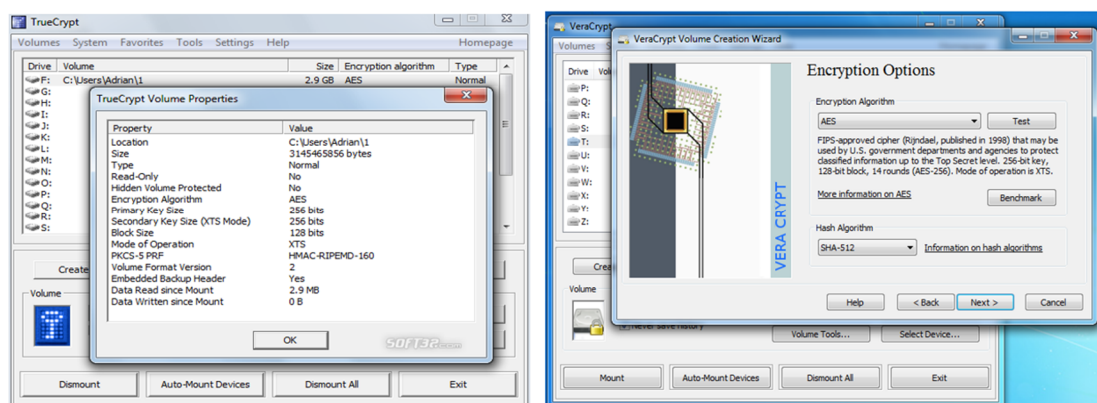 TrueCrypt
Volumes System Favorites Tools Settings Help Homepage
Drive Volume Size Encryption algorithm Type
F: C:\Users\Adrian\1 2.9 GB AES Normal
G:
H:
I:
J:
K:
L:
M:
N:
O:
P:
Q:
R:
S:
TrueCrypt Volume Properties
Property Value
Location C:\Users\Adrian\1
Size 3145465856 bytes
Type Normal
Read-Only No
Hidden Volume Protected No
Encryption Algorithm AES
Primary Key Size 256 bits
Secondary Key Size (XTS Mode) 256 bits
Block Size 128 bits
Mode of Operation XTS
PKCS-5 PRF HMAC-RIPEMD-160
Volume Format Version 2
Embedded Backup Header Yes
Data Read since Mount 2.9 MB
Data Written since Mount 0 B
OK
SOFT32.com
Create
Volume
Dismount Auto-Mount Devices Dismount All Exit
VeraCrypt
Volumes
Drive
P:
Q:
R:
S:
T:
U:
V:
W:
X:
Y:
Z:
VeraCrypt Volume Creation Wizard
VERA CRYPT
Encryption Options
Encryption Algorithm
AES Test
FIPS-approved cipher (Rijndael, published in 1998) that may be
used by U.S. government departments and agencies to protect
classified information up to the Top Secret level. 256-bit key,
128-bit block, 14 rounds (AES-256). Mode of operation is XTS.
More information on AES Benchmark
Hash Algorithm
SHA-512 Information on hash algorithms
Help < Back Next > Cancel
Volume
Never save history
Volume Tools... Select Device...
Mount Auto-Mount Devices Dismount All Exit